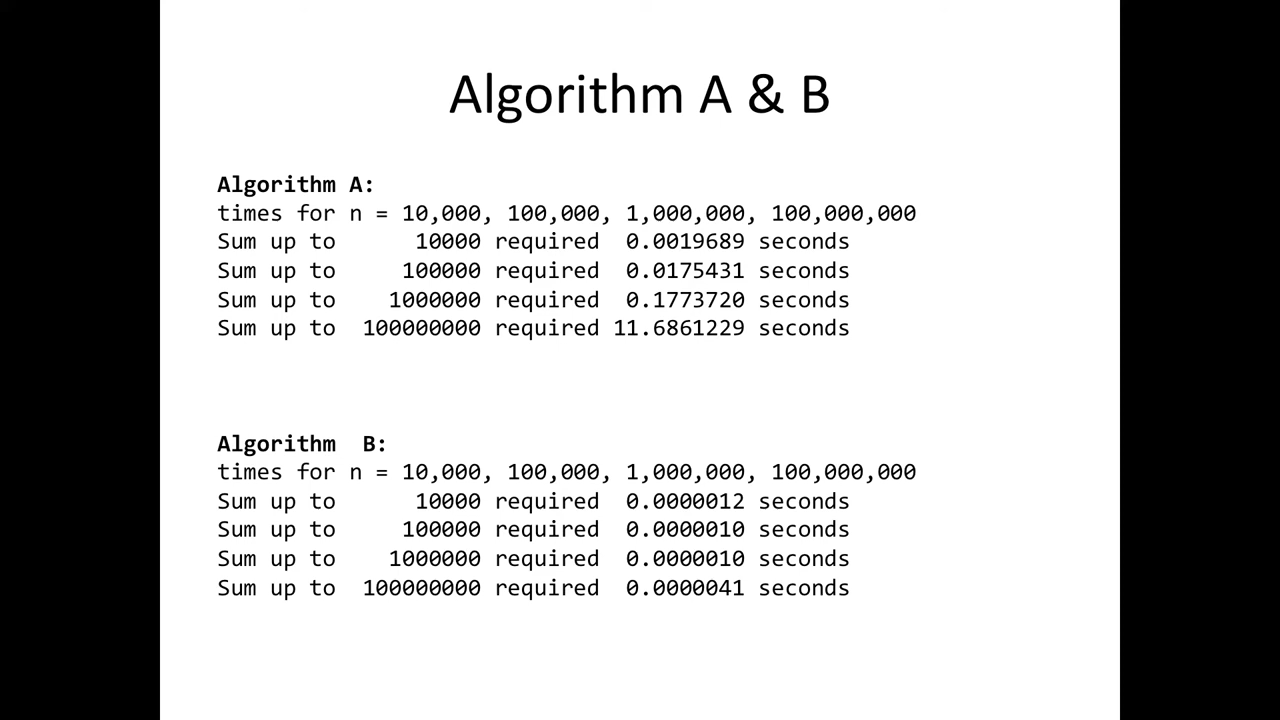 Algorithm A & B
Algorithm A:
times for n = 10,000, 100,000, 1,000,000, 100,000,000
Sum up to      10000 required  0.0019689 seconds
Sum up to     100000 required  0.0175431 seconds
Sum up to    1000000 required  0.1773720 seconds
Sum up to  100000000 required 11.6861229 seconds
Algorithm  B:
times for n = 10,000, 100,000, 1,000,000, 100,000,000
Sum up to      10000 required  0.0000012 seconds
Sum up to     100000 required  0.0000010 seconds
Sum up to    1000000 required  0.0000010 seconds
Sum up to  100000000 required  0.0000041 seconds